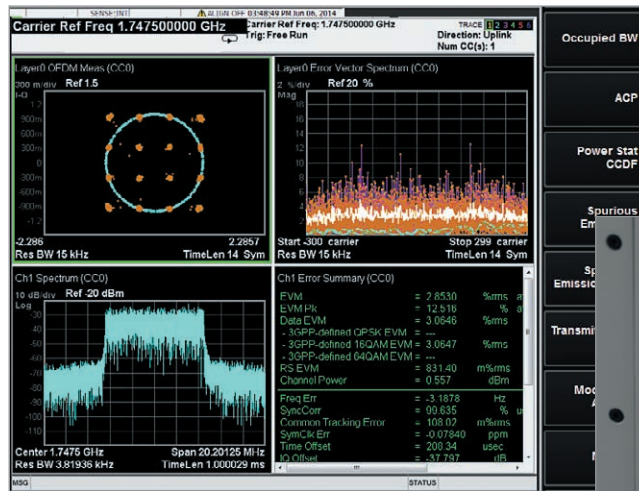 SENSE:INT ALIGN OFF 03:48:49 PM Jun 06, 2014
Carrier Ref Freq 1.747500000 GHz
Carrier Ref Freq: 1.747500000 GHz
Trig: Free Run
TRACE 1 2 3 4 5 6
Direction: Uplink
Num CC(s): 1
Layer0 OFDM Meas (CC0)
300 m/div Ref 1.5
I-Q
1.2
900m
600m
300m
0
-300m
-600m
-900m
-1.2
-2.286 2.2857
Res BW 15 kHz TimeLen 14 Sym
Layer0 Error Vector Spectrum (CC0)
2 %/div Ref 20 %
Mag
18
16
14
12
10
8
6
4
2
Start -300 carrier Stop 299 carrier
Res BW 15 kHz TimeLen 14 Sym
Ch1 Spectrum (CC0)
10 dB/div Ref -20 dBm
Log
-30
-40
-50
-60
-70
-80
-90
-100
-110
Center 1.7475 GHz Span 20.20125 MHz
Res BW 3.81936 kHz TimeLen 1.000029 ms
Ch1 Error Summary (CC0)
EVM = 2.8530 %rms
EVM Pk = 12.516 %
Data EVM = 3.0646 %rms
- 3GPP-defined QPSK EVM = ---
- 3GPP-defined 16QAM EVM = 3.0647 %rms
- 3GPP-defined 64QAM EVM = ---
RS EVM = 831.40 m%rms
Channel Power = 0.557 dBm
Freq Err = -3.1878 Hz
SyncCorr = 99.635 %
Common Tracking Error = 108.02 m%rms
SymClk Err = -0.07840 ppm
Time Offset = 208.34 usec
IQ Offset = -37.797 dB
MSG STATUS
Occupied BW
ACP
Power Stat
CCDF
Spurious